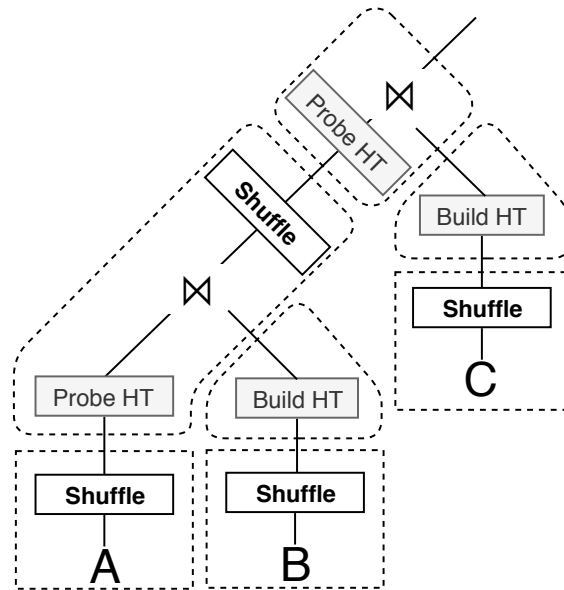 Probe HT
⋈
Shuffle
Build HT
Shuffle
C
⋈
Probe HT
Build HT
Shuffle
Shuffle
A
B